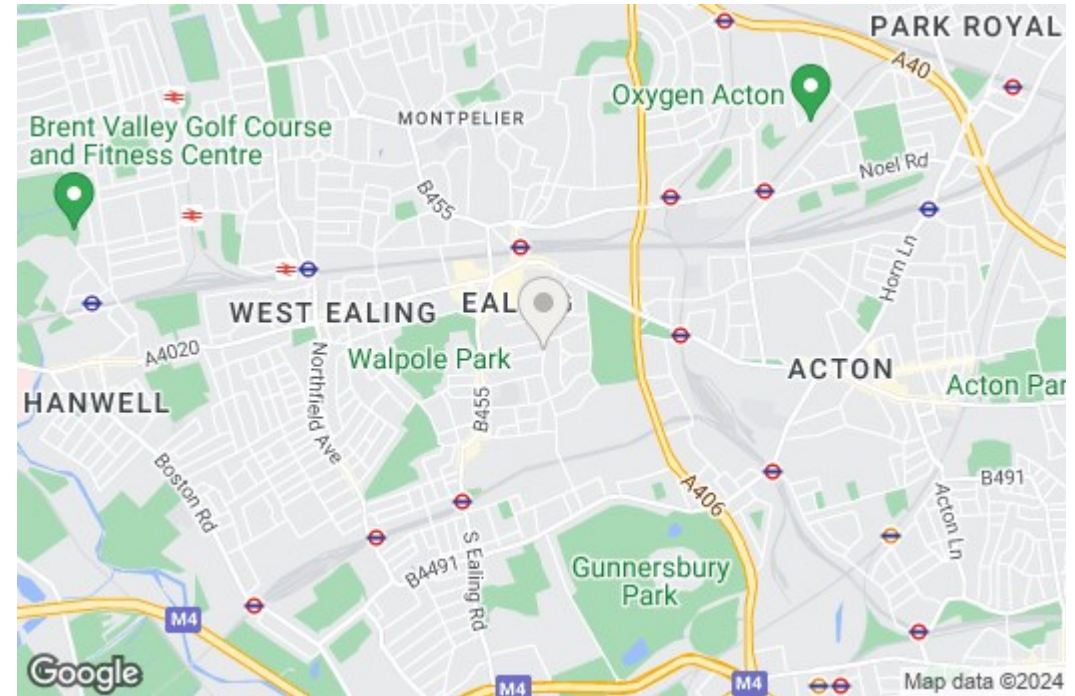 PARK ROYAL
A40
Oxygen Acton
MONTPELIER
Brent Valley Golf Course
and Fitness Centre
Noel Rd
B455
Horn Ln
WEST EALING
A4020
Walpole Park
ACTON
Acton Par
HANWELL
Northfield Ave
B455
Boston Rd
A406
B491
Acton Ln
S Ealing Rd
B4491
Gunnersbury
Park
M4
M4
M4
Google
Map data ©2024